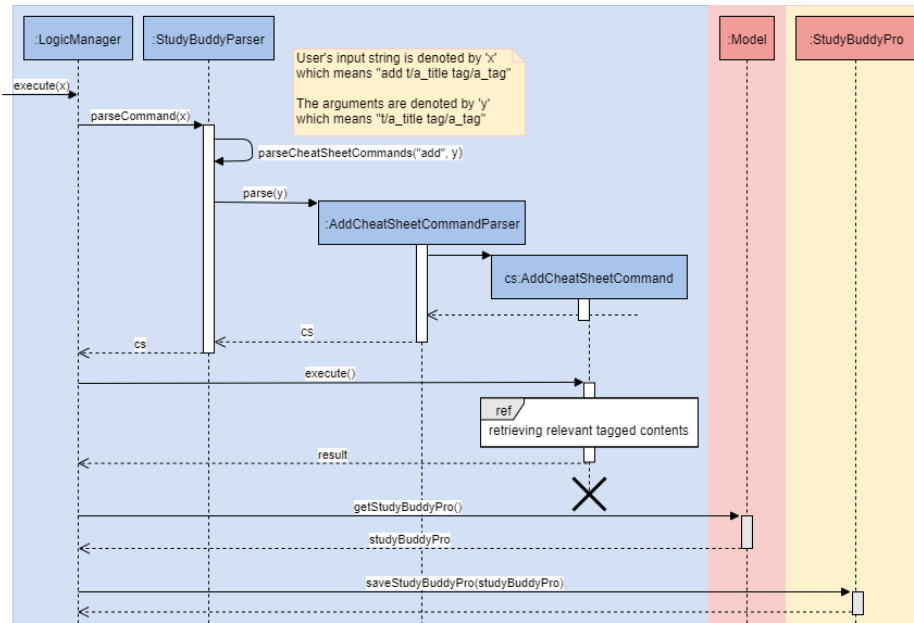 :LogicManager
:StudyBuddyParser
:Model
:StudyBuddyPro
User's input string is denoted by 'x'
which means "add t/a_title tag/a_tag"
The arguments are denoted by 'y'
which means "t/a_title tag/a_tag"
execute(x)
parseCommand(x)
parseCheatSheetCommands("add", y)
parse(y)
:AddCheatSheetCommandParser
cs:AddCheatSheetCommand
cs
cs
execute()
ref
retrieving relevant tagged contents
result
getStudyBuddyPro()
studyBuddyPro
saveStudyBuddyPro(studyBuddyPro)